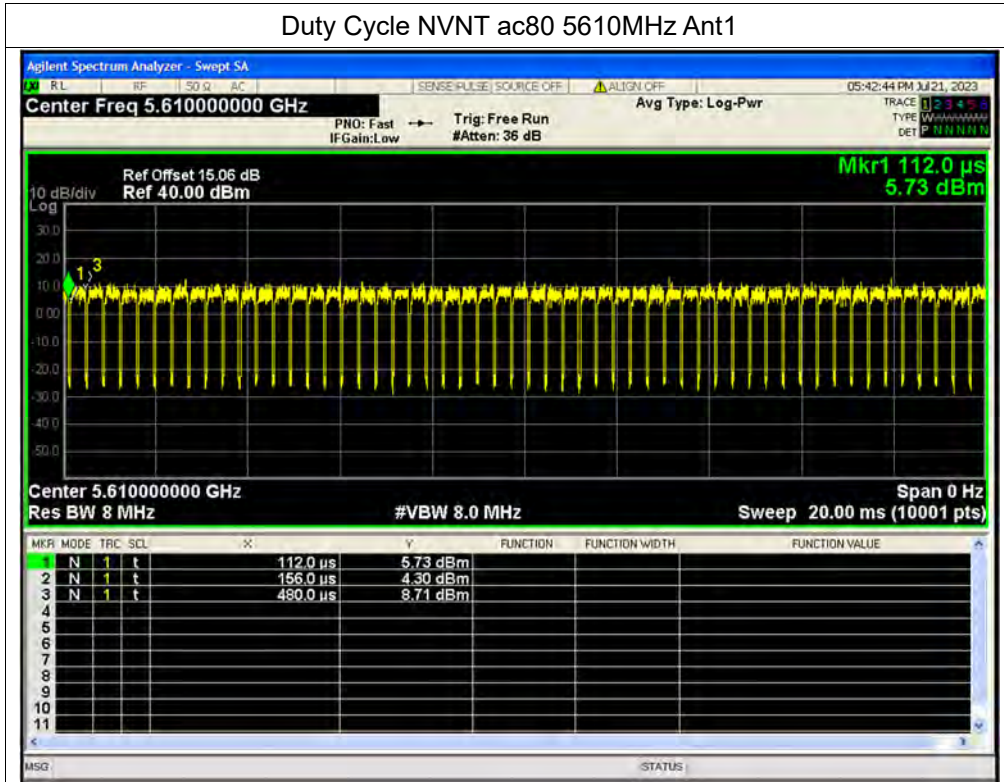 Duty Cycle NVNT ac80 5610MHz Ant1
Agilent Spectrum Analyzer - Swept SA
LXI RL RF 50 Ω AC SENSE:PULSE SOURCE OFF ALIGN OFF 05:42:44 PM Jul 21, 2023
Center Freq 5.610000000 GHz Avg Type: Log-Pwr TRACE 1 2 3 4 5 6
PNO: Fast Trig: Free Run TYPE W
IFGain:Low #Atten: 36 dB DET P N N N N N
Mkr1 112.0 µs
Ref Offset 15.06 dB
10 dB/div Ref 40.00 dBm 5.73 dBm
Log
30.0
20.0
1 3
10.0
0.00
-10.0
-20.0
-30.0
-40.0
-50.0
Center 5.610000000 GHz Span 0 Hz
Res BW 8 MHz #VBW 8.0 MHz Sweep 20.00 ms (10001 pts)
MKR MODE TRC SCL X Y FUNCTION FUNCTION WIDTH FUNCTION VALUE
1 N 1 t 112.0 µs 5.73 dBm
2 N 1 t 156.0 µs 4.30 dBm
3 N 1 t 480.0 µs 8.71 dBm
4
5
6
7
8
9
10
11
MSG STATUS